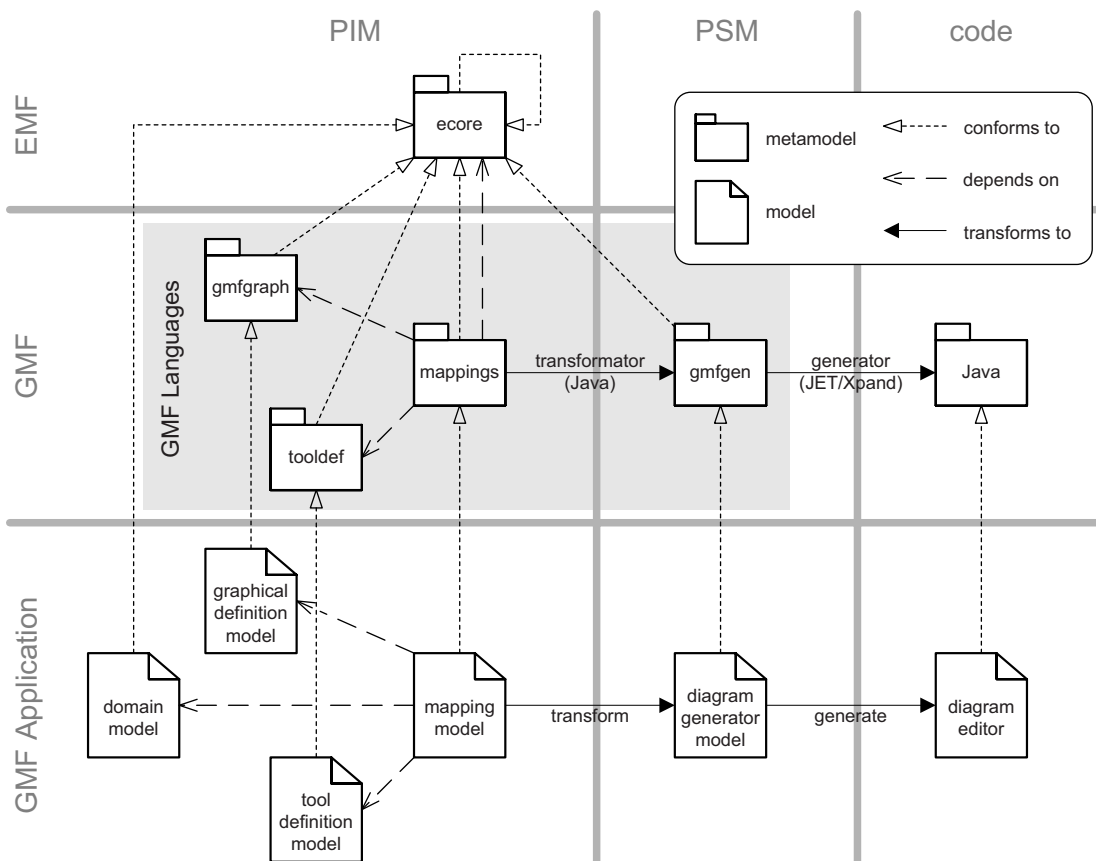 PIM
PSM
code
EMF
ecore
metamodel
model
conforms to
depends on
transforms to
GMF
GMF Languages
gmfgraph
mappings
transformator
(Java)
gmfgen
generator
(JET/Xpand)
Java
tooldef
GMF Application
graphical
definition
model
domain
model
mapping
model
transform
diagram
generator
model
generate
diagram
editor
tool
definition
model